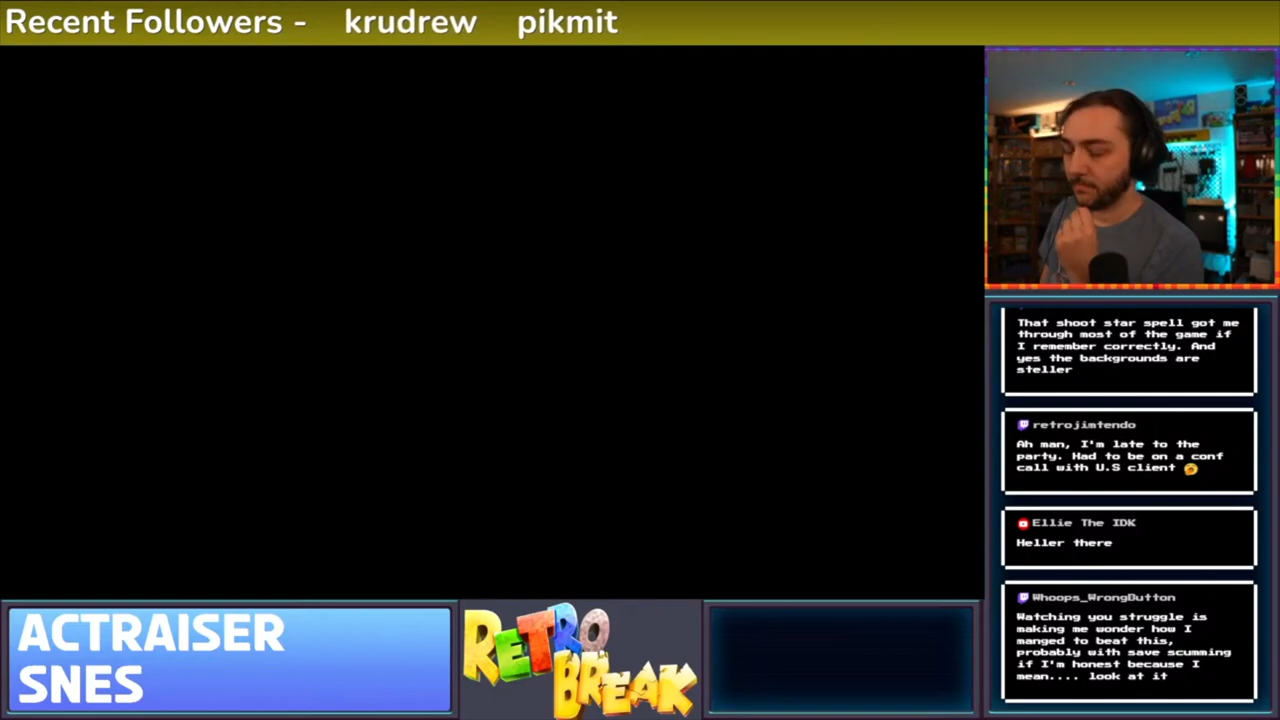 Recent Followers - krudrew pikmit
That shoot star spell got me
through most of the game if
I remember correctly. And
yes the backgrounds are
steller
retrojimtendo
Ah man, I'm late to the
party. Had to be on a conf
call with U.S client
Ellie The IDK
Heller there
Whoops_WrongButton
Watching you struggle is
making me wonder how I
manged to beat this,
probably with save scumming
if I'm honest because I
mean.... look at it
ACTRAISER
SNES
RETRO
BREAK